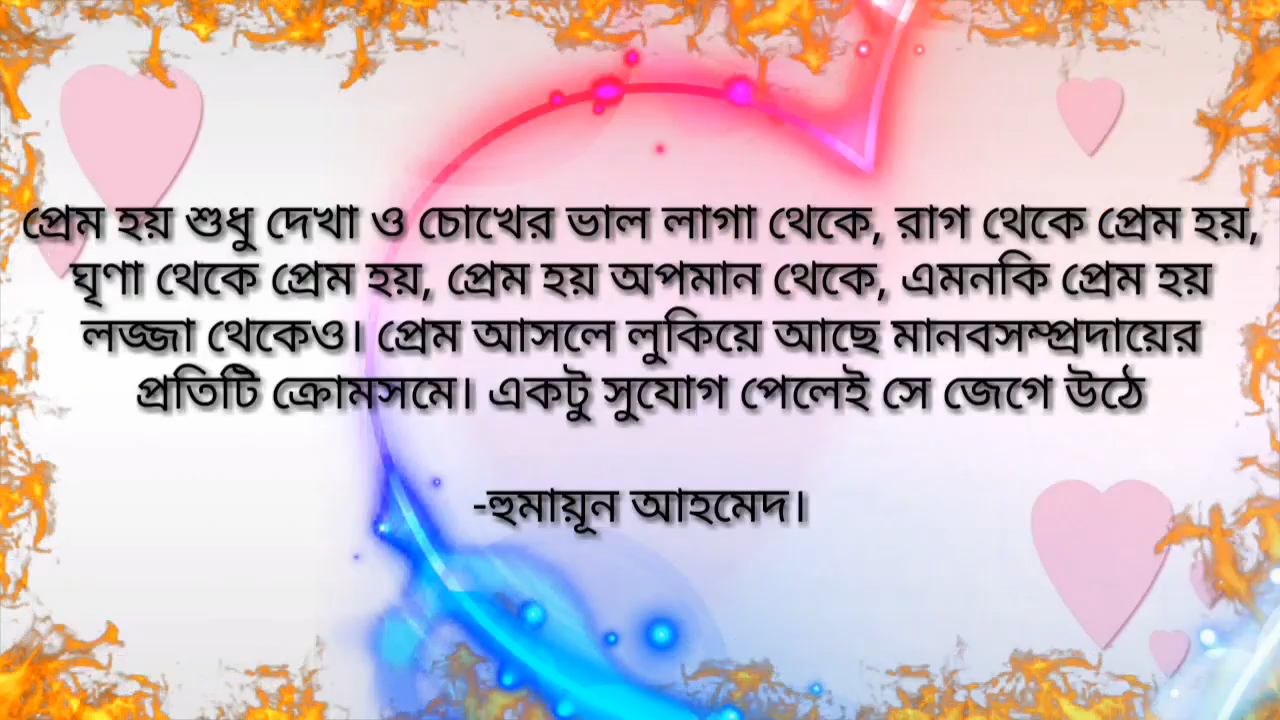 প্রেম হয় শুধু দেখা ও চোখের ভাল লাগা থেকে, রাগ থেকে প্রেম হয়,
ঘৃণা থেকে প্রেম হয়, প্রেম হয় অপমান থেকে, এমনকি প্রেম হয়
লজ্জা থেকেও। প্রেম আসলে লুকিয়ে আছে মানবসম্প্রদায়ের
প্রতিটি ক্রোমসমে। একটু সুযোগ পেলেই সে জেগে উঠে
-হুমায়ূন আহমেদ।